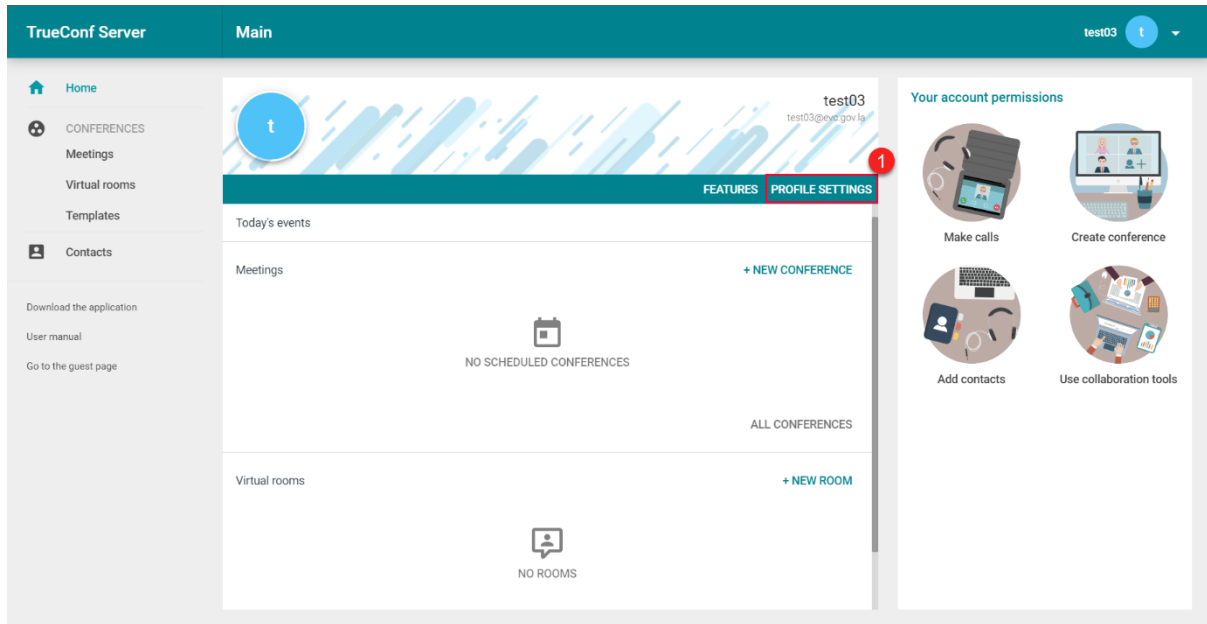 TrueConf Server
Main
test03
t
Home
CONFERENCES
Meetings
Virtual rooms
Templates
Contacts
Download the application
User manual
Go to the guest page
t
test03
test03@evc.gov.la
1
FEATURES PROFILE SETTINGS
Today's events
Meetings
+ NEW CONFERENCE
NO SCHEDULED CONFERENCES
ALL CONFERENCES
Virtual rooms
+ NEW ROOM
NO ROOMS
Your account permissions
Make calls
Create conference
Add contacts
Use collaboration tools